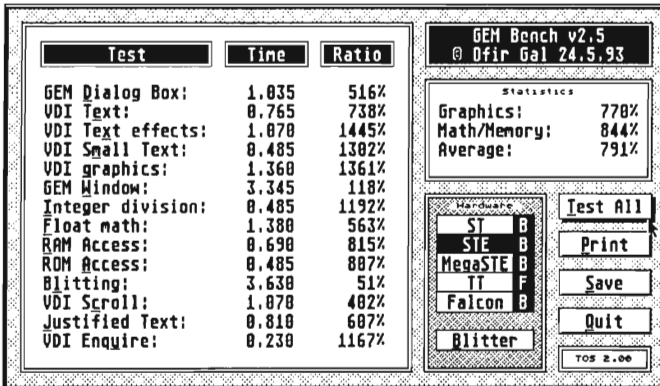 Test Time Ratio
GEM Dialog Box: 1.035 516%
VDI Text: 0.765 738%
VDI Text effects: 1.070 1445%
VDI Small Text: 0.485 1302%
VDI graphics: 1.360 1361%
GEM Window: 3.345 118%
Integer division: 0.485 1192%
Float math: 1.380 563%
RAM Access: 0.690 815%
ROM Access: 0.485 807%
Blitting: 3.630 51%
VDI Scroll: 1.070 402%
Justified Text: 0.810 607%
VDI Enquire: 0.230 1167%
GEM Bench v2.5
© Ofir Gal 24.5.93
Statistics
Graphics: 770%
Math/Memory: 844%
Average: 791%
Hardware
ST B
STE B
MegaSTE B
TT F
Falcon B
Blitter
Test All
Print
Save
Quit
TOS 2.06